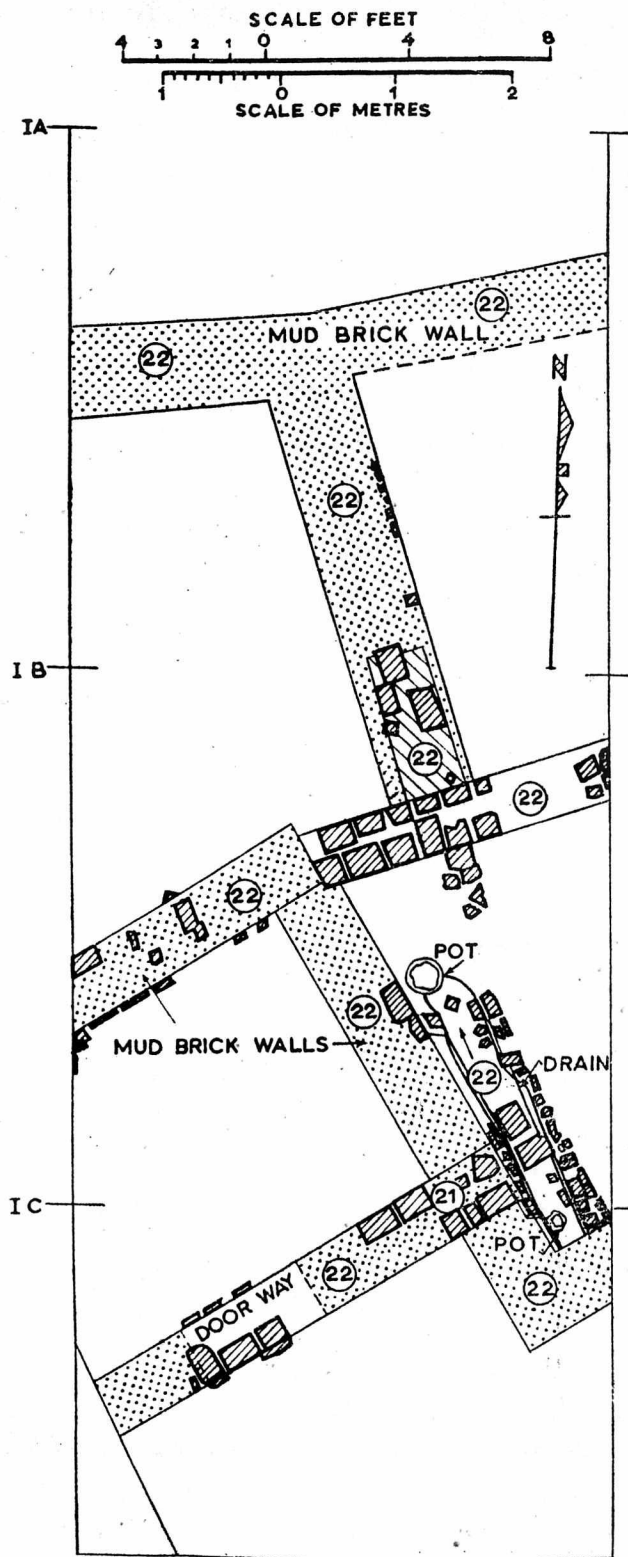 SCALE OF FEET
4 3 2 1 0 4 8
1 0 1 2
SCALE OF METRES
IA
22
MUD BRICK WALL
22
N
22
IB
22
22
22
POT
22
MUD BRICK WALLS
22
DRAIN
IC
21
POT
22
22
DOOR WAY